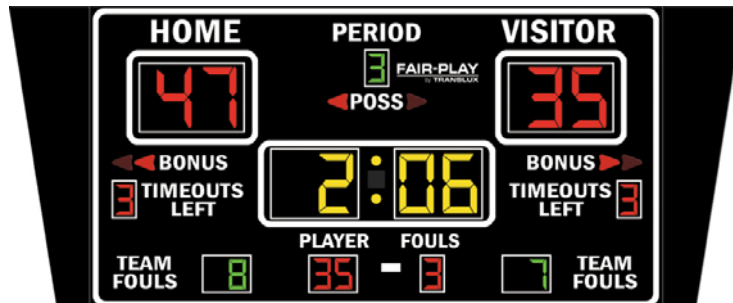 HOME PERIOD VISITOR
47 3 35
FAIR-PLAY
by TRANSLUX
POSS
BONUS 2:06 BONUS
3 TIMEOUTS LEFT TIMEOUTS LEFT 3
PLAYER FOULS
TEAM FOULS 8 35 - 3 7 TEAM FOULS